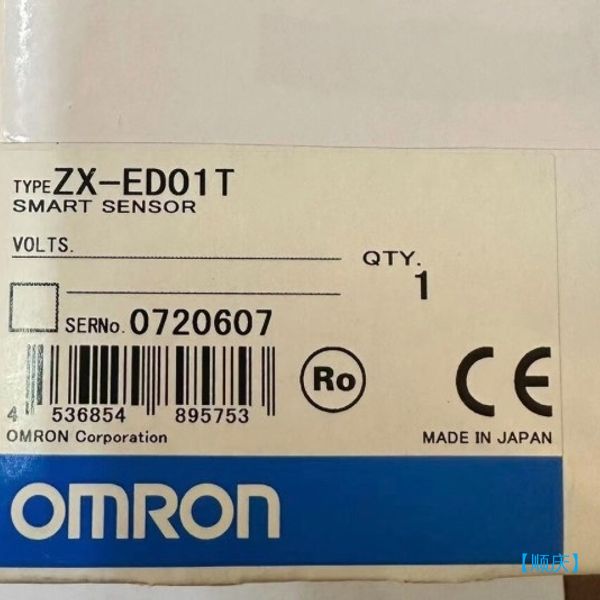 TYPE ZX-ED01T
SMART SENSOR
VOLTS.
QTY. 1
SERNo. 0720607
Ro CE
4 536854 895753
OMRON Corporation
MADE IN JAPAN
OMRON
【顺庆】